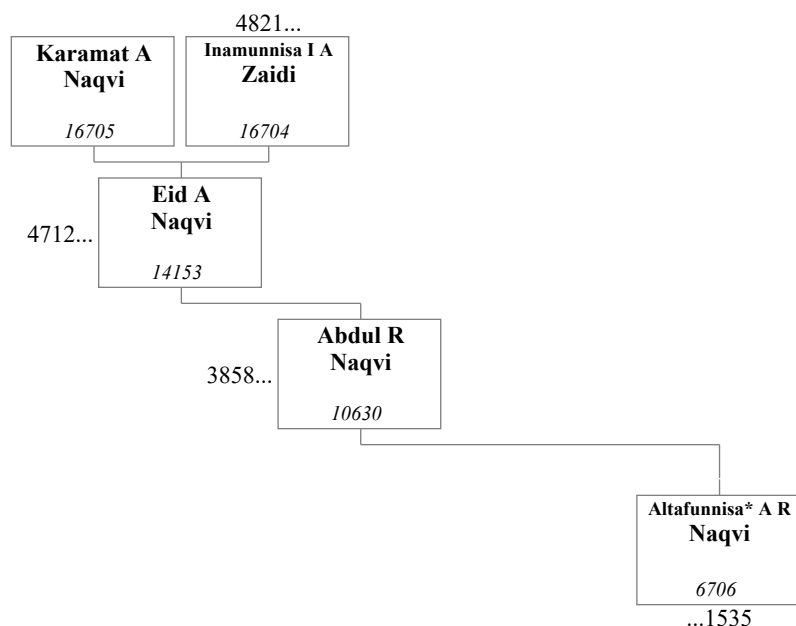 4821...
Karamat A
Naqvi
16705
Inamunnisa I A
Zaidi
16704
4712...
Eid A
Naqvi
14153
3858...
Abdul R
Naqvi
10630
Altafunnisa* A R
Naqvi
6706
...1535